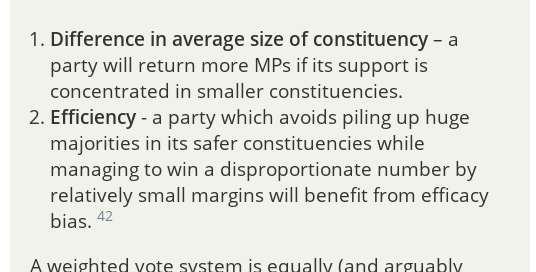 1. Difference in average size of constituency – a
party will return more MPs if its support is
concentrated in smaller constituencies.
2. Efficiency - a party which avoids piling up huge
majorities in its safer constituencies while
managing to win a disproportionate number by
relatively small margins will benefit from efficacy
bias. 42
A weighted vote system is equally (and arguably